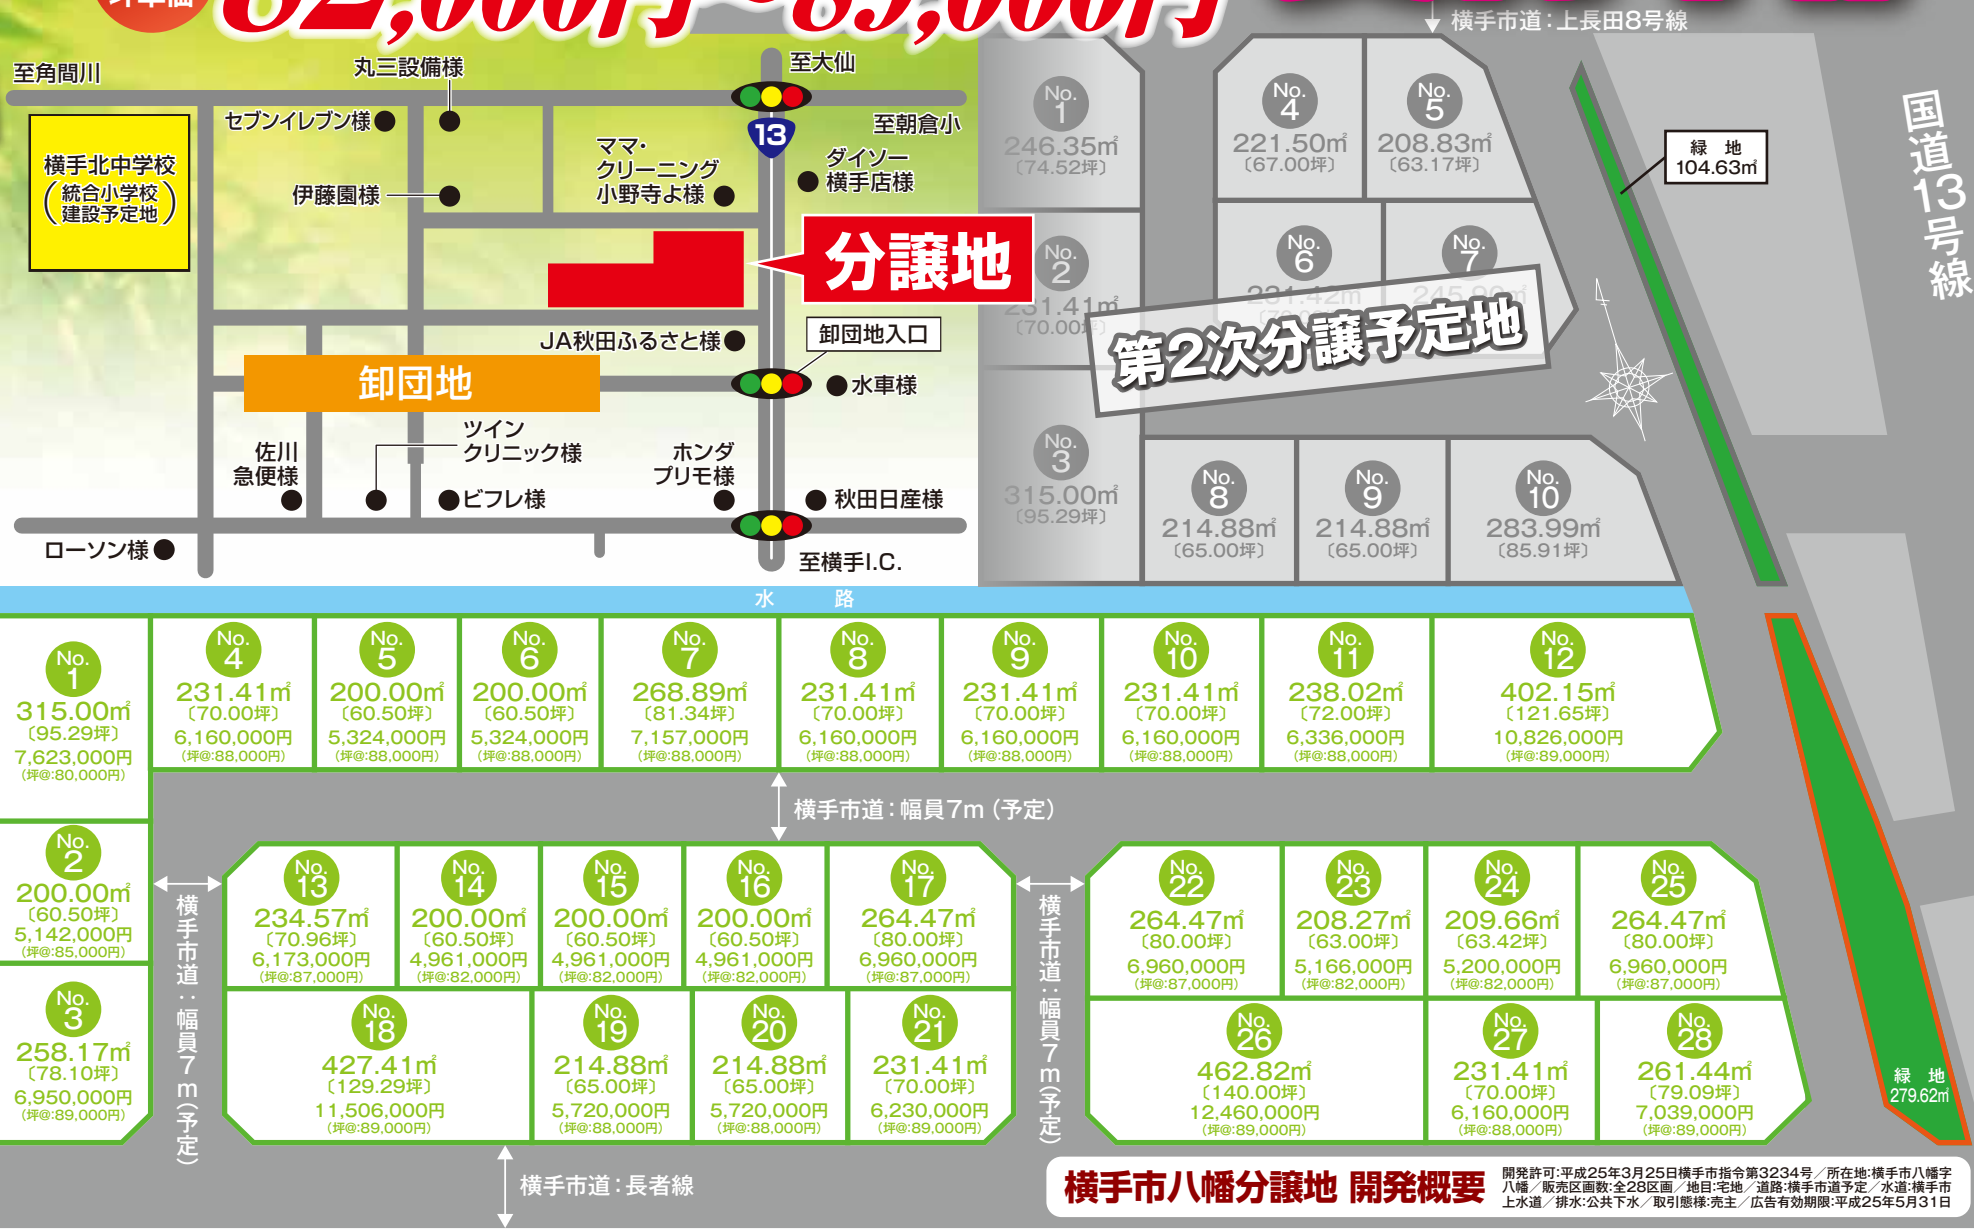 坪単価
82,000円～89,000円
横手市道：上長田8号線
至角間川
丸三設備様
至大仙
セブンイレブン様
13
至朝倉小
横手北中学校
（統合小学校
建設予定地）
伊藤園様
ママ・
クリーニング
小野寺よ様
ダイソー
横手店様
分譲地
JA秋田ふるさと様
卸団地入口
卸団地
水車様
佐川
急便様
ツイン
クリニック様
ビフレ様
ホンダ
プリモ様
秋田日産様
ローソン様
至横手I.C.
No.
1
246.35㎡
（74.52坪）
No.
2
231.41㎡
（70.00坪）
No.
3
315.00㎡
（95.29坪）
No.
4
221.50㎡
（67.00坪）
No.
5
208.83㎡
（63.17坪）
No.
6
231.42㎡
No.
7
第2次分譲予定地
No.
8
214.88㎡
（65.00坪）
No.
9
214.88㎡
（65.00坪）
No.
10
283.99㎡
（85.91坪）
緑　地
104.63㎡
国道13号線
水　　路
No.
1
315.00㎡
（95.29坪）
7,623,000円
（坪@:80,000円）
No.
2
200.00㎡
（60.50坪）
5,142,000円
（坪@:85,000円）
No.
3
258.17㎡
（78.10坪）
6,950,000円
（坪@:89,000円）
No.
4
231.41㎡
（70.00坪）
6,160,000円
（坪@:88,000円）
No.
5
200.00㎡
（60.50坪）
5,324,000円
（坪@:88,000円）
No.
6
200.00㎡
（60.50坪）
5,324,000円
（坪@:88,000円）
No.
7
268.89㎡
（81.34坪）
7,157,000円
（坪@:88,000円）
No.
8
231.41㎡
（70.00坪）
6,160,000円
（坪@:88,000円）
No.
9
231.41㎡
（70.00坪）
6,160,000円
（坪@:88,000円）
No.
10
231.41㎡
（70.00坪）
6,160,000円
（坪@:88,000円）
No.
11
238.02㎡
（72.00坪）
6,336,000円
（坪@:88,000円）
No.
12
402.15㎡
（121.65坪）
10,826,000円
（坪@:89,000円）
横手市道：幅員7m（予定）
横手市道：幅員7m（予定）
No.
13
234.57㎡
（70.96坪）
6,173,000円
（坪@:87,000円）
No.
14
200.00㎡
（60.50坪）
4,961,000円
（坪@:82,000円）
No.
15
200.00㎡
（60.50坪）
4,961,000円
（坪@:82,000円）
No.
16
200.00㎡
（60.50坪）
4,961,000円
（坪@:82,000円）
No.
17
264.47㎡
（80.00坪）
6,960,000円
（坪@:87,000円）
No.
18
427.41㎡
（129.29坪）
11,506,000円
（坪@:89,000円）
No.
19
214.88㎡
（65.00坪）
5,720,000円
（坪@:88,000円）
No.
20
214.88㎡
（65.00坪）
5,720,000円
（坪@:88,000円）
No.
21
231.41㎡
（70.00坪）
6,230,000円
（坪@:89,000円）
横手市道：幅員7m（予定）
No.
22
264.47㎡
（80.00坪）
6,960,000円
（坪@:87,000円）
No.
23
208.27㎡
（63.00坪）
5,166,000円
（坪@:82,000円）
No.
24
209.66㎡
（63.42坪）
5,200,000円
（坪@:82,000円）
No.
25
264.47㎡
（80.00坪）
6,960,000円
（坪@:87,000円）
No.
26
462.82㎡
（140.00坪）
12,460,000円
（坪@:89,000円）
No.
27
231.41㎡
（70.00坪）
6,160,000円
（坪@:88,000円）
No.
28
261.44㎡
（79.09坪）
7,039,000円
（坪@:89,000円）
緑　地
279.62㎡
横手市道：長者線
横手市八幡分譲地 開発概要
開発許可:平成25年3月25日横手市指令第3234号／所在地:横手市八幡字
八幡／販売区画数:全28区画／地目:宅地／道路:横手市道予定／水道:横手市
上水道／排水:公共下水／取引態様:売主／広告有効期限:平成25年5月31日